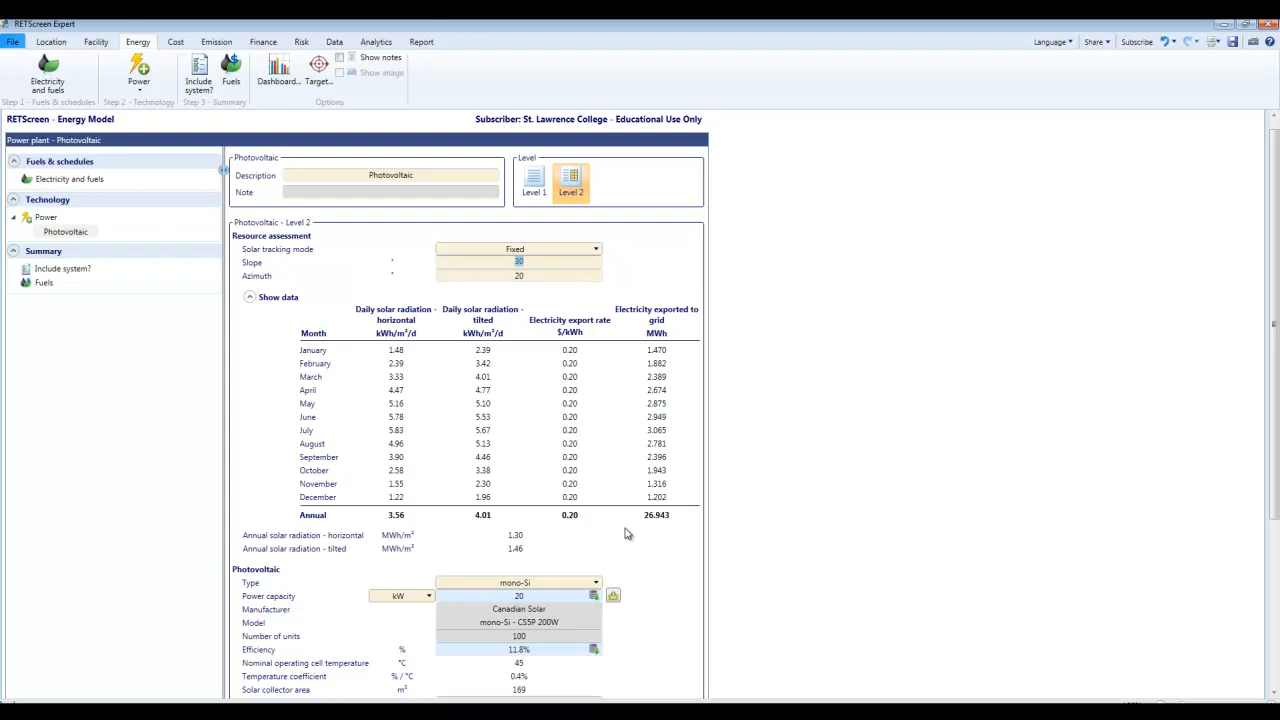 RETScreen Expert
File Location Facility Energy Cost Emission Finance Risk Data Analytics Report Language Share Subscribe
Electricity and fuels Power Include system? Fuels Dashboard... Target... Show notes
Show image
Step 1 - Fuels & schedules Step 2 - Technology Step 3 - Summary Options
RETScreen - Energy Model Subscriber: St. Lawrence College - Educational Use Only
Power plant - Photovoltaic
Fuels & schedules
Electricity and fuels
Technology
Power
Photovoltaic
Summary
Include system?
Fuels
Photovoltaic
Description Photovoltaic
Note
Level
Level 1 Level 2
Photovoltaic - Level 2
Resource assessment
Solar tracking mode Fixed
Slope ° 30
Azimuth ° 20
Show data
Daily solar radiation - horizontal Daily solar radiation - tilted Electricity export rate Electricity exported to grid
Month kWh/m²/d kWh/m²/d $/kWh MWh
January 1.48 2.39 0.20 1.470
February 2.39 3.42 0.20 1.882
March 3.33 4.01 0.20 2.389
April 4.47 4.77 0.20 2.674
May 5.16 5.10 0.20 2.875
June 5.78 5.53 0.20 2.949
July 5.83 5.67 0.20 3.065
August 4.96 5.13 0.20 2.781
September 3.90 4.46 0.20 2.396
October 2.58 3.38 0.20 1.943
November 1.55 2.30 0.20 1.316
December 1.22 1.96 0.20 1.202
Annual 3.56 4.01 0.20 26.943
Annual solar radiation - horizontal MWh/m² 1.30
Annual solar radiation - tilted MWh/m² 1.46
Photovoltaic
Type mono-Si
Power capacity kW 20
Manufacturer Canadian Solar
Model mono-Si - CS5P 200W
Number of units 100
Efficiency % 11.8%
Nominal operating cell temperature °C 45
Temperature coefficient % / °C 0.4%
Solar collector area m² 169